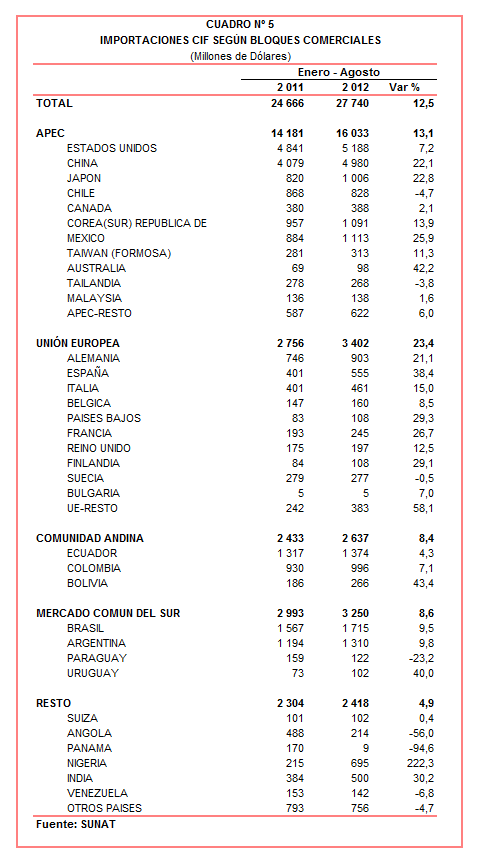 CUADRO Nº 5
IMPORTACIONES CIF SEGÚN BLOQUES COMERCIALES
(Millones de Dólares)
Enero - Agosto
2 011 2 012 Var %
TOTAL 24 666 27 740 12,5
APEC 14 181 16 033 13,1
ESTADOS UNIDOS 4 841 5 188 7,2
CHINA 4 079 4 980 22,1
JAPON 820 1 006 22,8
CHILE 868 828 -4,7
CANADA 380 388 2,1
COREA(SUR) REPUBLICA DE 957 1 091 13,9
MEXICO 884 1 113 25,9
TAIWAN (FORMOSA) 281 313 11,3
AUSTRALIA 69 98 42,2
TAILANDIA 278 268 -3,8
MALAYSIA 136 138 1,6
APEC-RESTO 587 622 6,0
UNIÓN EUROPEA 2 756 3 402 23,4
ALEMANIA 746 903 21,1
ESPAÑA 401 555 38,4
ITALIA 401 461 15,0
BELGICA 147 160 8,5
PAISES BAJOS 83 108 29,3
FRANCIA 193 245 26,7
REINO UNIDO 175 197 12,5
FINLANDIA 84 108 29,1
SUECIA 279 277 -0,5
BULGARIA 5 5 7,0
UE-RESTO 242 383 58,1
COMUNIDAD ANDINA 2 433 2 637 8,4
ECUADOR 1 317 1 374 4,3
COLOMBIA 930 996 7,1
BOLIVIA 186 266 43,4
MERCADO COMUN DEL SUR 2 993 3 250 8,6
BRASIL 1 567 1 715 9,5
ARGENTINA 1 194 1 310 9,8
PARAGUAY 159 122 -23,2
URUGUAY 73 102 40,0
RESTO 2 304 2 418 4,9
SUIZA 101 102 0,4
ANGOLA 488 214 -56,0
PANAMA 170 9 -94,6
NIGERIA 215 695 222,3
INDIA 384 500 30,2
VENEZUELA 153 142 -6,8
OTROS PAISES 793 756 -4,7
Fuente: SUNAT